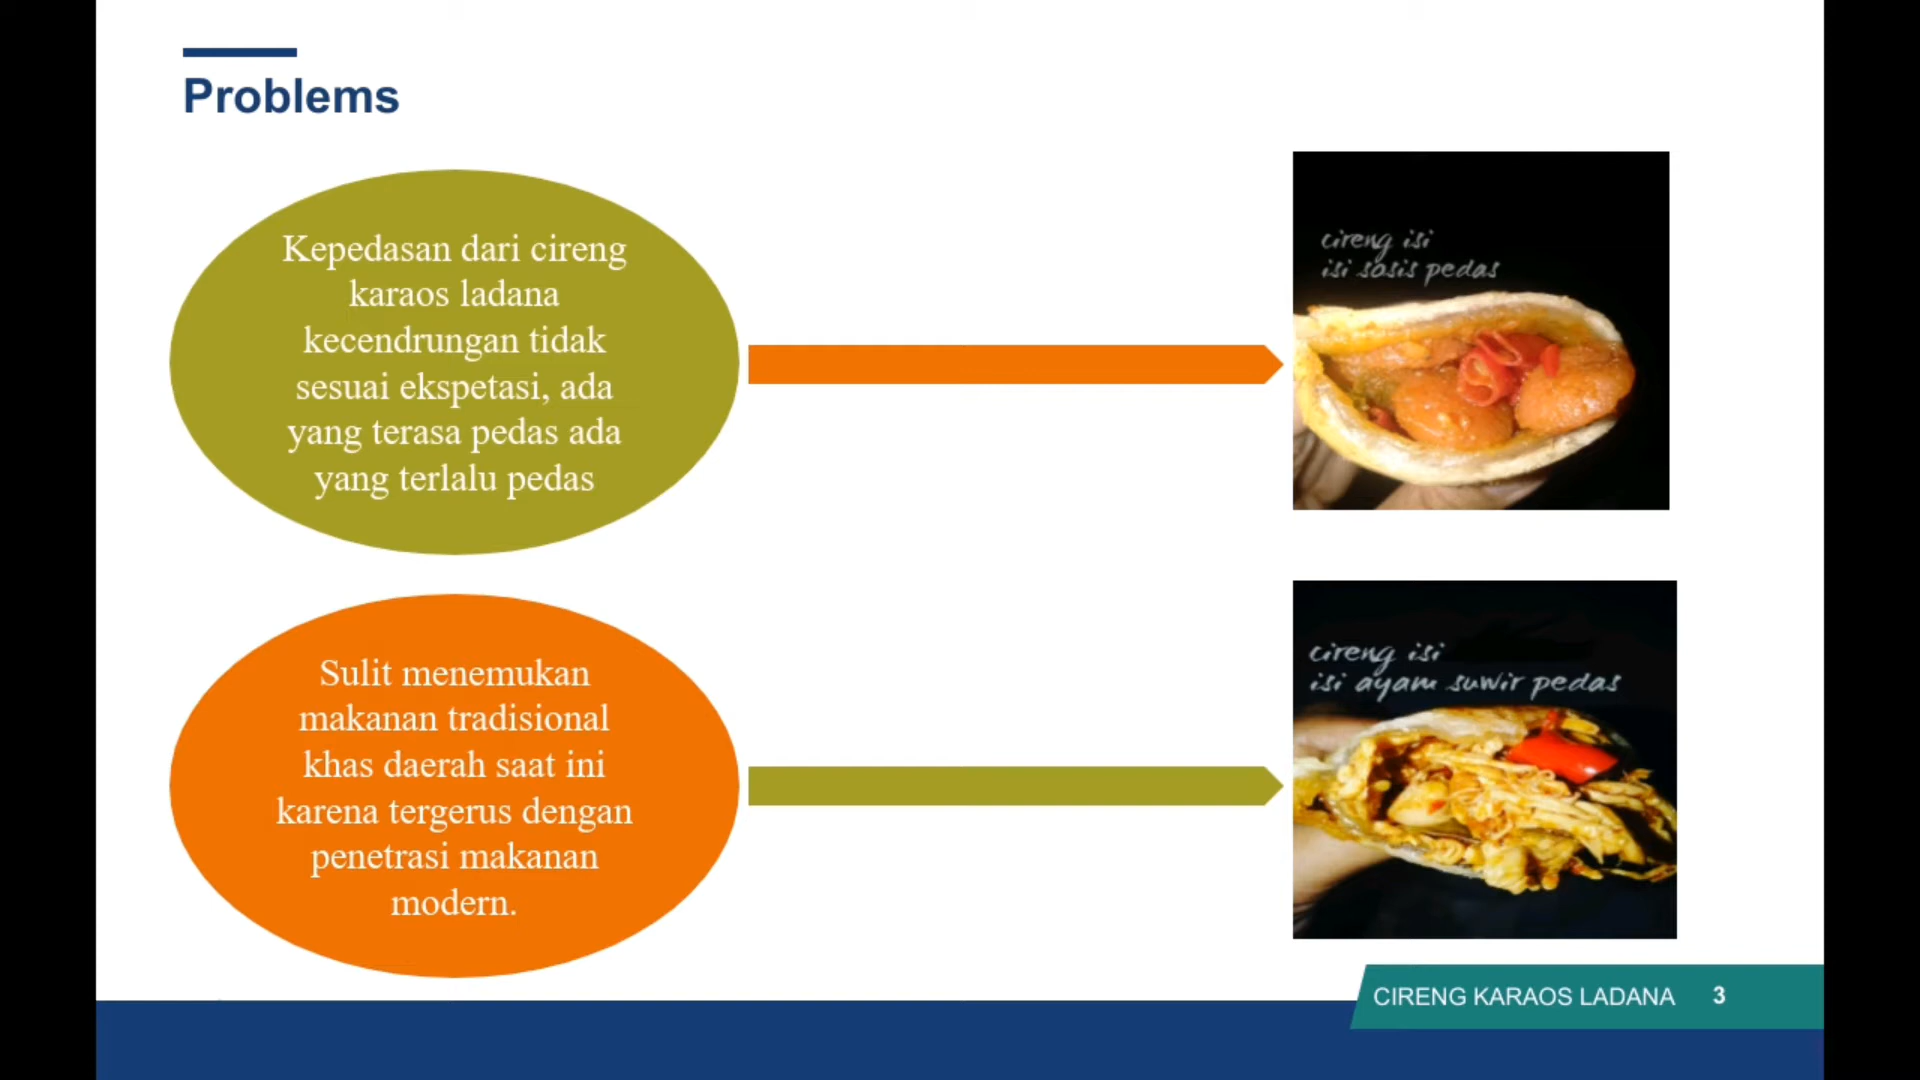 Problems
Kepedasan dari cireng
karaos ladana
kecendrungan tidak
sesuai ekspetasi, ada
yang terasa pedas ada
yang terlalu pedas
cireng isi
isi sosis pedas
Sulit menemukan
makanan tradisional
khas daerah saat ini
karena tergerus dengan
penetrasi makanan
modern.
cireng isi
isi ayam suwir pedas
CIRENG KARAOS LADANA 3